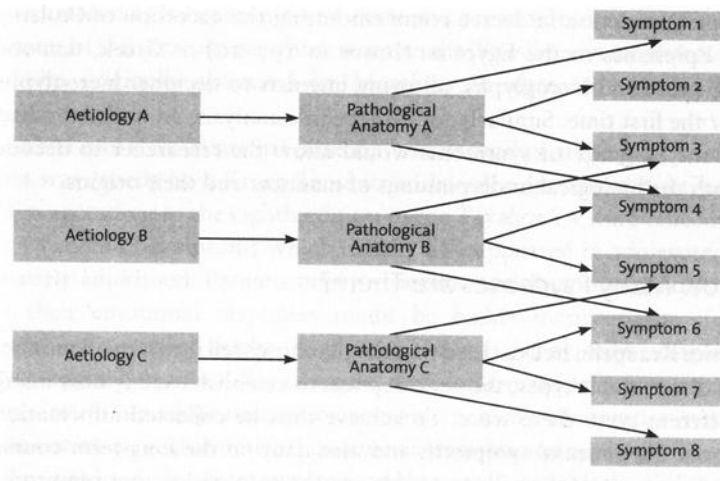 Symptom 1
Symptom 2
Aetiology A
Pathological
Anatomy A
Symptom 3
Symptom 4
Aetiology B
Pathological
Anatomy B
Symptom 5
Symptom 6
Aetiology C
Pathological
Anatomy C
Symptom 7
Symptom 8